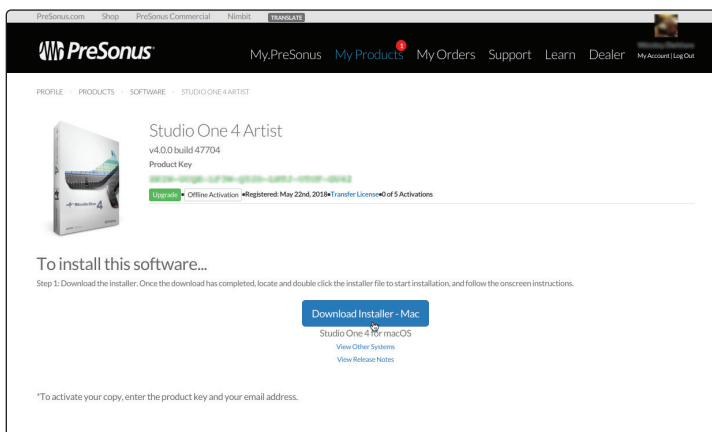 PreSonus.com Shop PreSonus Commercial Nimbit TRANSLATE
PreSonus My.PreSonus My Products 1 My Orders Support Learn Dealer My Account | Log Out
PROFILE PRODUCTS SOFTWARE STUDIO ONE 4 ARTIST
Studio One 4 Artist
v4.0.0 build 47704
Product Key
Upgrade • Offline Activation •Registered: May 22nd, 2018•Transfer License•0 of 5 Activations
StudioOne 4
To install this software...
Step 1: Download the installer. Once the download has completed, locate and double click the installer file to start installation, and follow the onscreen instructions.
Download Installer - Mac
Studio One 4 for macOS
View Other Systems
View Release Notes
*To activate your copy, enter the product key and your email address.